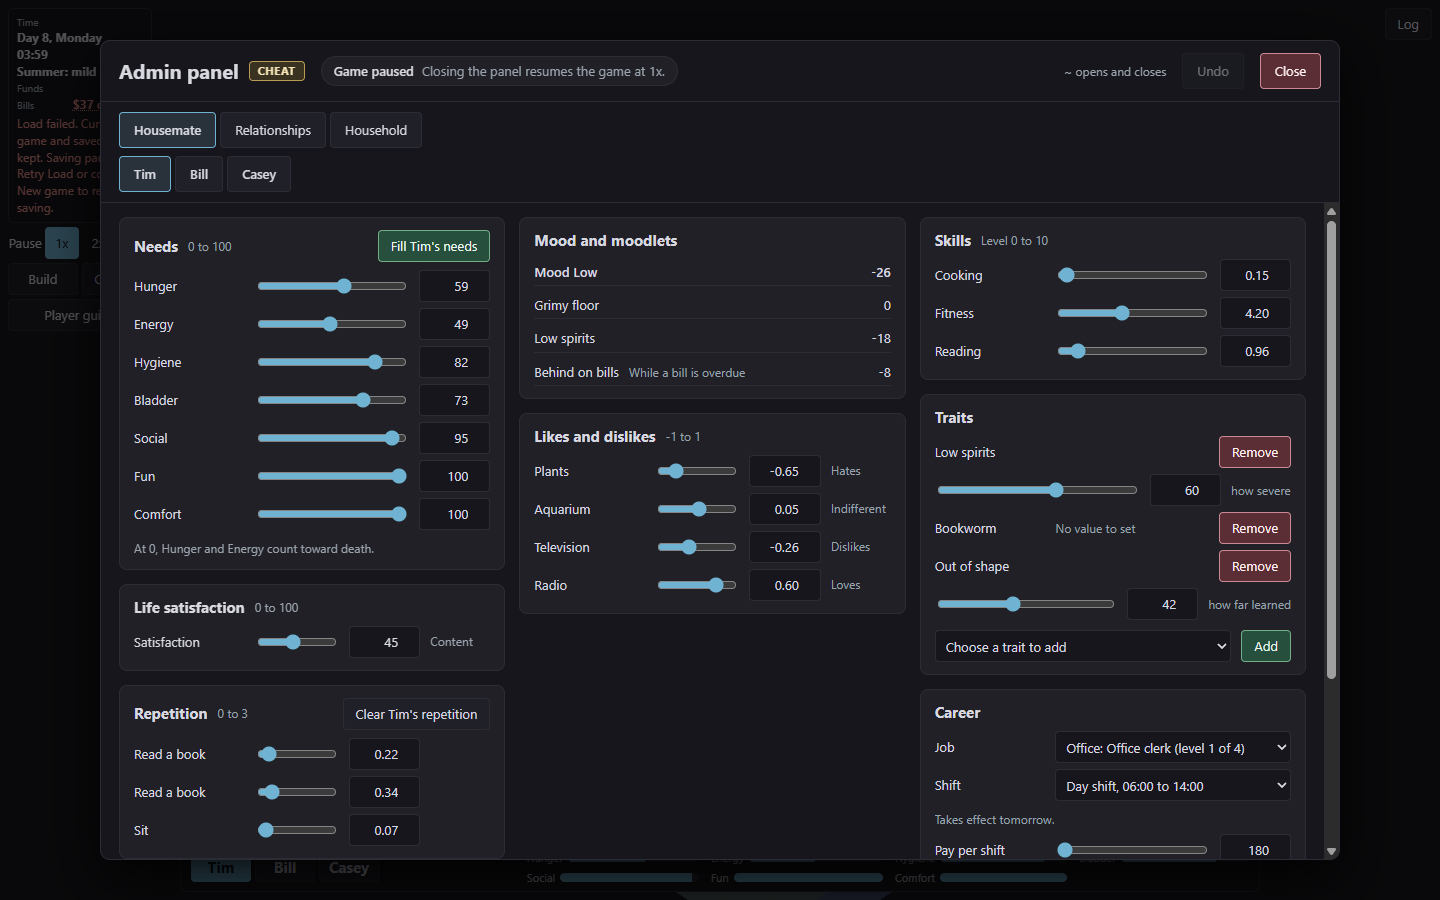 Time
Day 8, Monday
03:59
Summer: mild
Funds
Bills $37
Load failed. Cur
game and saved
kept. Saving pa
Retry Load or c
New game to re
saving.
Pause 1x 2
Build
Player gui
Log
Admin panel CHEAT Game paused Closing the panel resumes the game at 1x. ~ opens and closes Undo Close
Housemate Relationships Household
Tim Bill Casey
Needs 0 to 100 Fill Tim's needs
Hunger 59
Energy 49
Hygiene 82
Bladder 73
Social 95
Fun 100
Comfort 100
At 0, Hunger and Energy count toward death.
Life satisfaction 0 to 100
Satisfaction 45 Content
Repetition 0 to 3 Clear Tim's repetition
Read a book 0.22
Read a book 0.34
Sit 0.07
Mood and moodlets
Mood Low -26
Grimy floor 0
Low spirits -18
Behind on bills While a bill is overdue -8
Likes and dislikes -1 to 1
Plants -0.65 Hates
Aquarium 0.05 Indifferent
Television -0.26 Dislikes
Radio 0.60 Loves
Skills Level 0 to 10
Cooking 0.15
Fitness 4.20
Reading 0.96
Traits
Low spirits Remove
60 how severe
Bookworm No value to set Remove
Out of shape Remove
42 how far learned
Choose a trait to add Add
Career
Job Office: Office clerk (level 1 of 4)
Shift Day shift, 06:00 to 14:00
Takes effect tomorrow.
Pay per shift 180
Tim Bill Casey
Social Fun Comfort